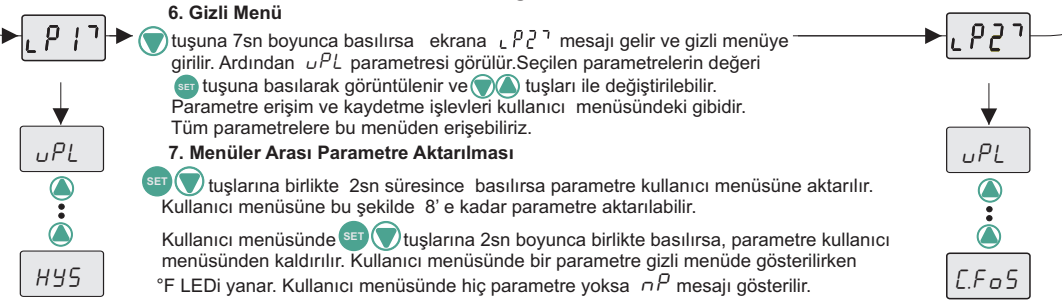 6. Gizli Menü
LP1٦
tuşuna 7sn boyunca basılırsa ekrana LP2٦ mesajı gelir ve gizli menüye
LP2٦
girilir. Ardından uPL parametresi görülür.Seçilen parametrelerin değeri
SET tuşuna basılarak görüntülenir ve tuşları ile değiştirilebilir.
Parametre erişim ve kaydetme işlevleri kullanıcı menüsündeki gibidir.
Tüm parametrelere bu menüden erişebiliriz.
uPL
7. Menüler Arası Parametre Aktarılması
uPL
SET tuşlarına birlikte 2sn süresince basılırsa parametre kullanıcı menüsüne aktarılır.
Kullanıcı menüsüne bu şekilde 8' e kadar parametre aktarılabilir.
Kullanıcı menüsünde SET tuşlarına 2sn boyunca birlikte basılırsa, parametre kullanıcı
menüsünden kaldırılır. Kullanıcı menüsünde bir parametre gizli menüde gösterilirken
HYS
°F LEDi yanar. Kullanıcı menüsünde hiç parametre yoksa nP mesajı gösterilir.
C.FoS